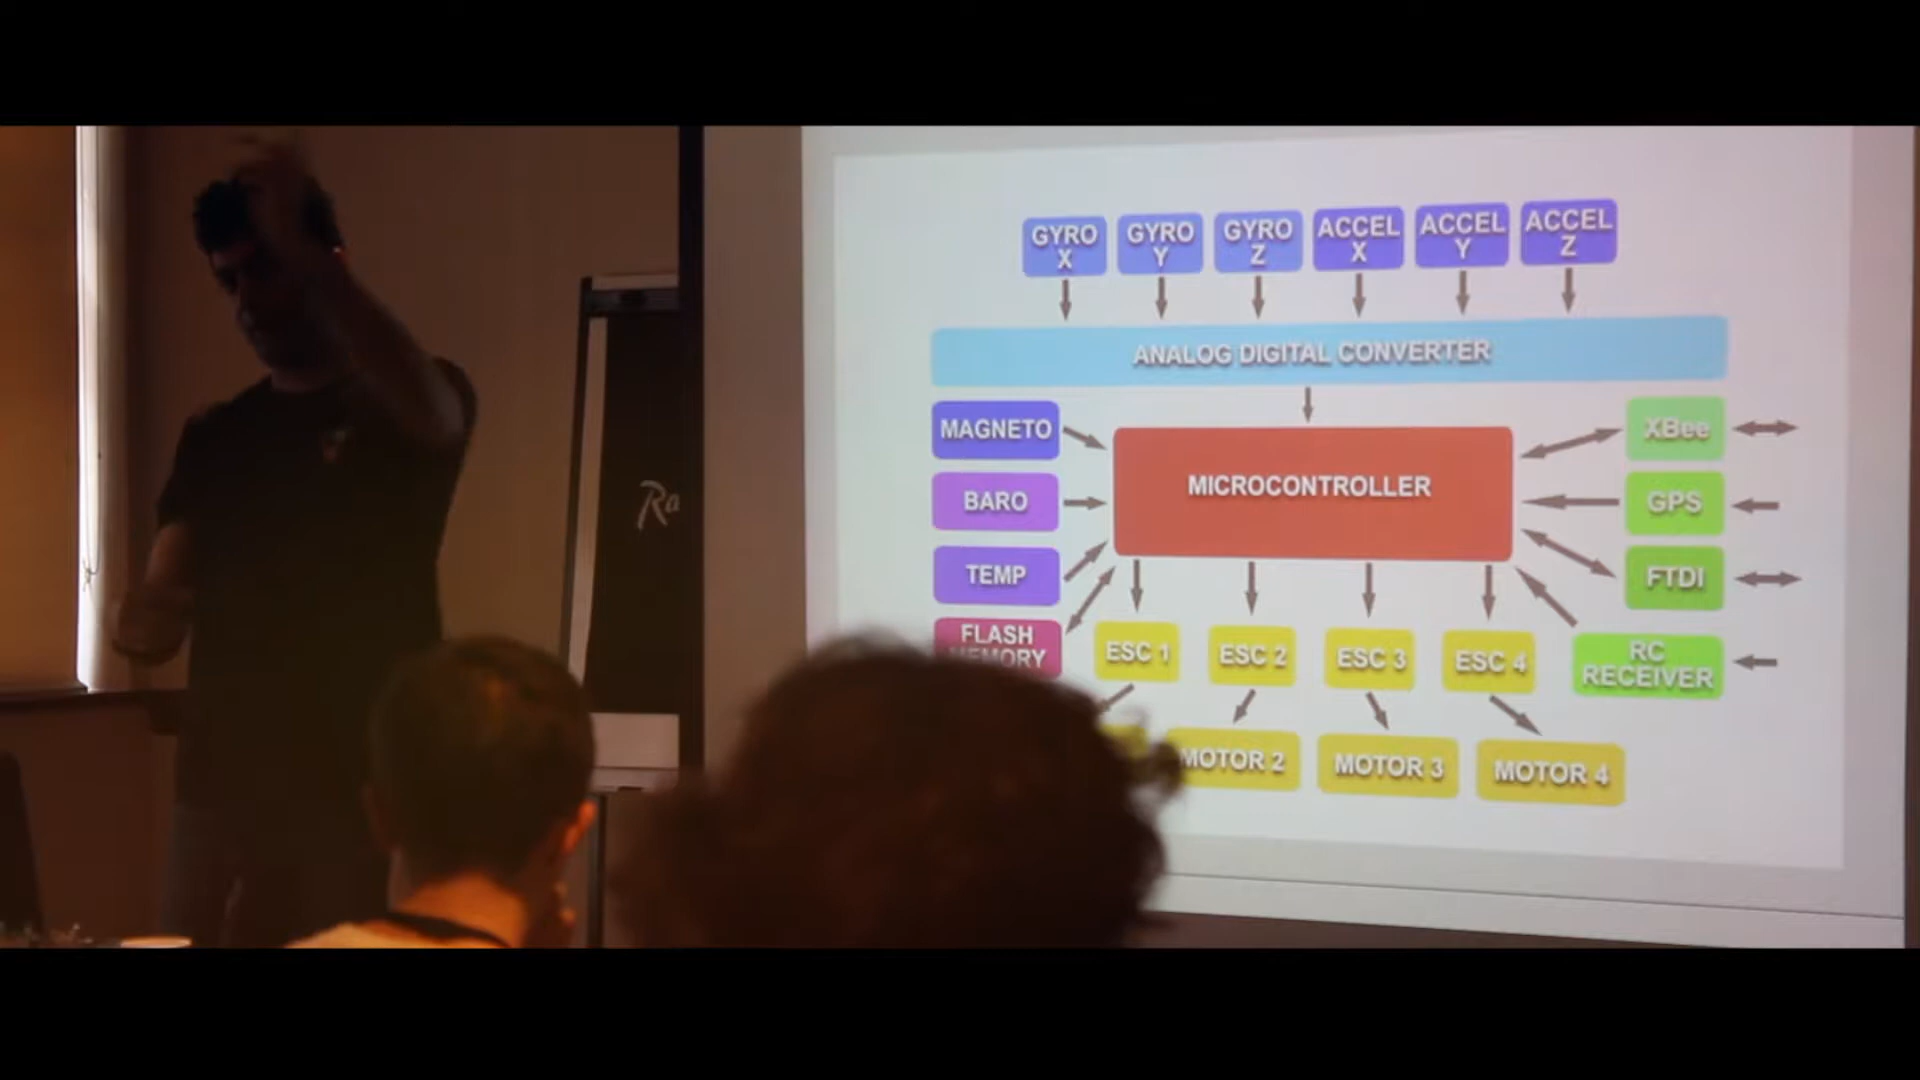 GYRO
X
GYRO
Y
GYRO
Z
ACCEL
X
ACCEL
Y
ACCEL
Z
ANALOG DIGITAL CONVERTER
MAGNETO
BARO
TEMP
FLASH
MEMORY
MICROCONTROLLER
XBee
GPS
FTDI
RC
RECEIVER
ESC 1
ESC 2
ESC 3
ESC 4
MOTOR 2
MOTOR 3
MOTOR 4